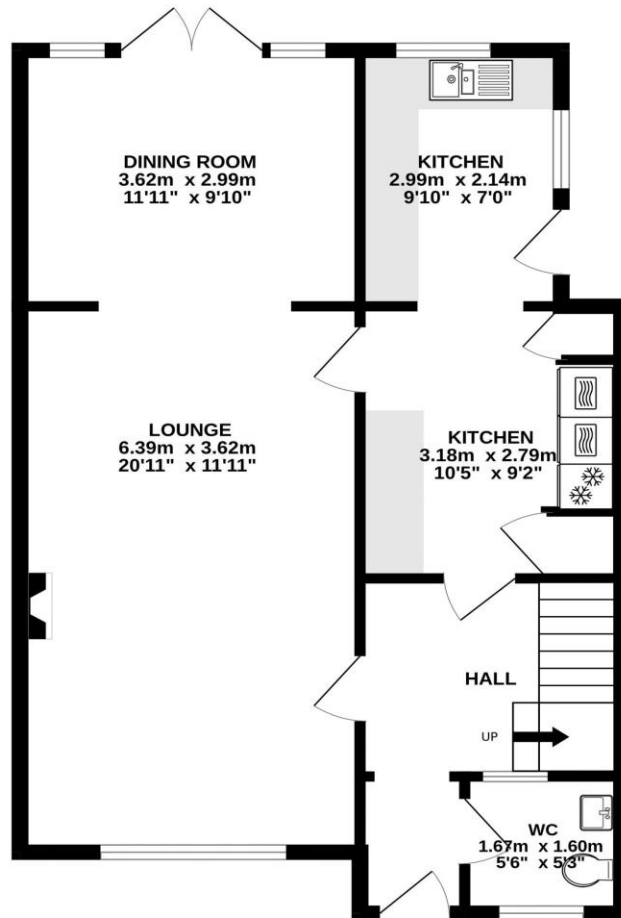 DINING ROOM
3.62m x 2.99m
11'11" x 9'10"
KITCHEN
2.99m x 2.14m
9'10" x 7'0"
LOUNGE
6.39m x 3.62m
20'11" x 11'11"
KITCHEN
3.18m x 2.79m
10'5" x 9'2"
HALL
UP
WC
1.67m x 1.60m
5'6" x 5'3"